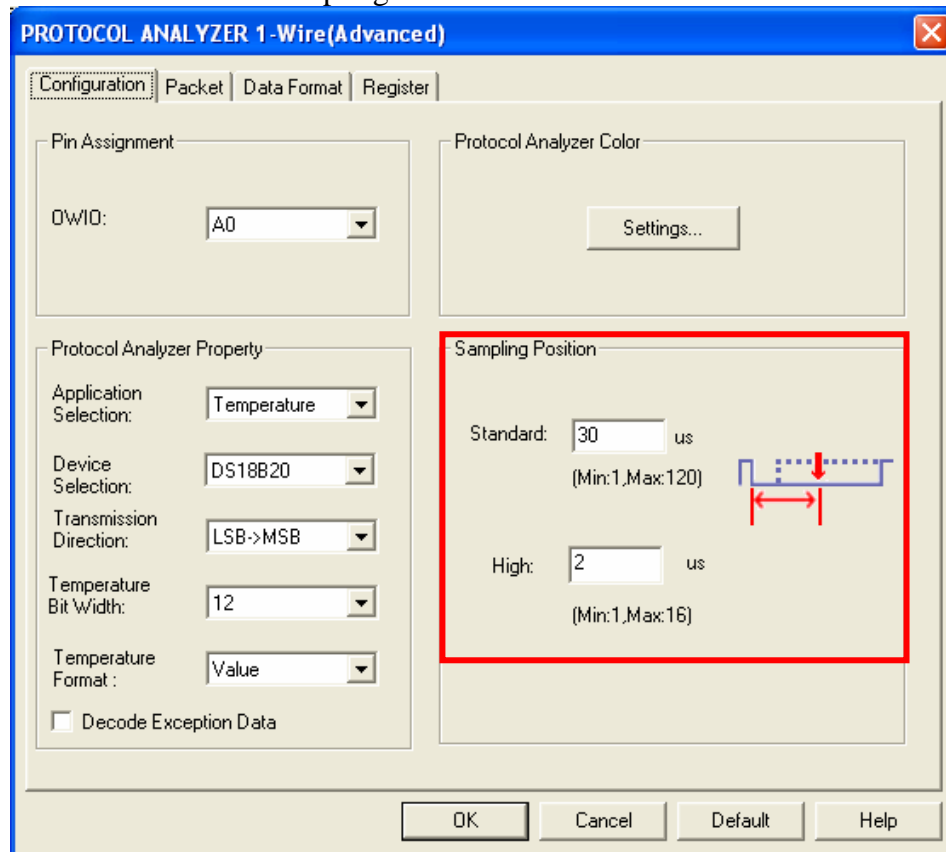 PROTOCOL ANALYZER 1-Wire(Advanced)
Configuration Packet Data Format Register
Pin Assignment
OWIO: A0
Protocol Analyzer Color
Settings...
Protocol Analyzer Property
Application
Selection: Temperature
Device
Selection: DS18B20
Transmission
Direction: LSB->MSB
Temperature
Bit Width: 12
Temperature
Format : Value
Decode Exception Data
Sampling Position
Standard: 30 us
(Min:1,Max:120)
High: 2 us
(Min:1,Max:16)
OK Cancel Default Help